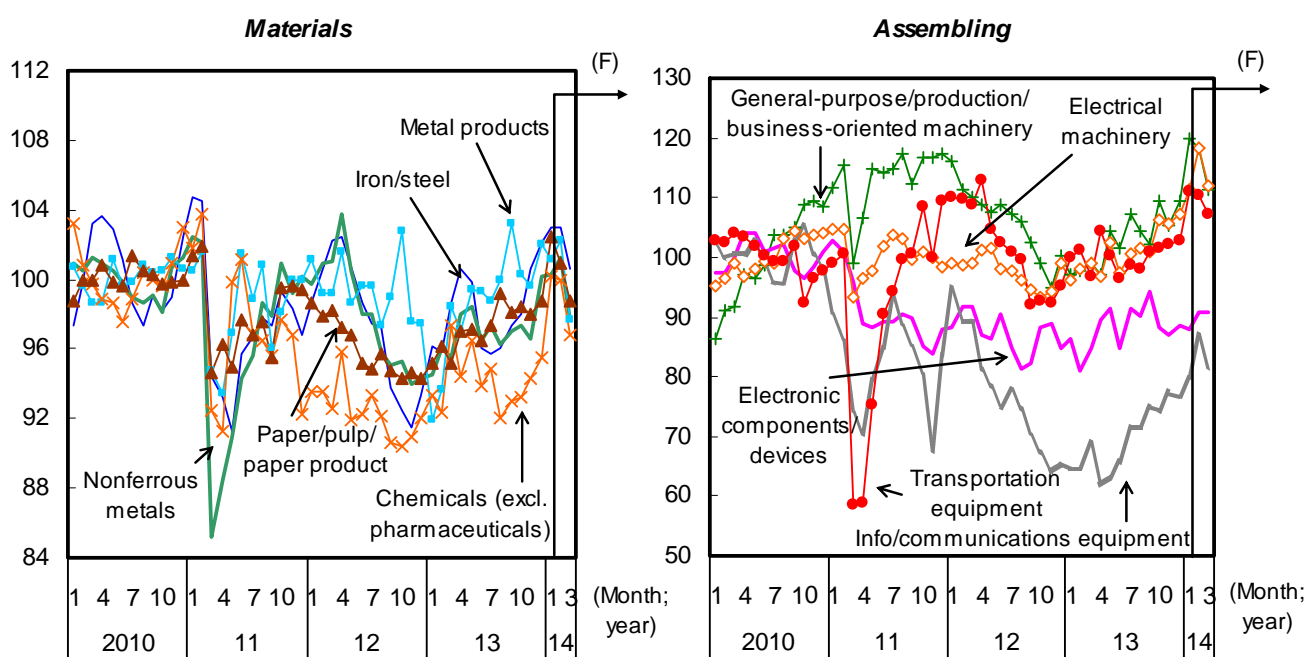 Materials
Assembling
(F)
(F)
112
108
104
100
96
92
88
84
Metal products
Iron/steel
Nonferrous
metals
Paper/pulp/
paper product
Chemicals (excl.
pharmaceuticals)
1 4 7 10 1 4 7 10 1 4 7 10 1 4 7 10 1 3
(Month;
year)
2010 11 12 13 14
130
120
110
100
90
80
70
60
50
General-purpose/production/
business-oriented machinery
Electrical
machinery
Electronic
components/
devices
Transportation
equipment
Info/communications equipment
1 4 7 10 1 4 7 10 1 4 7 10 1 4 7 10 1 3
(Month;
year)
2010 11 12 13 14